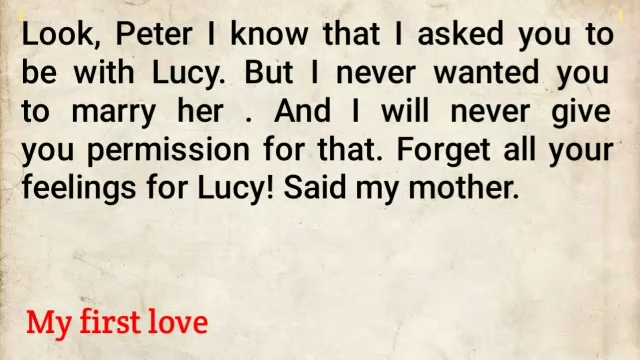 Look, Peter I know that I asked you to
be with Lucy. But I never wanted you
to marry her . And I will never give
you permission for that. Forget all your
feelings for Lucy! Said my mother.
My first love